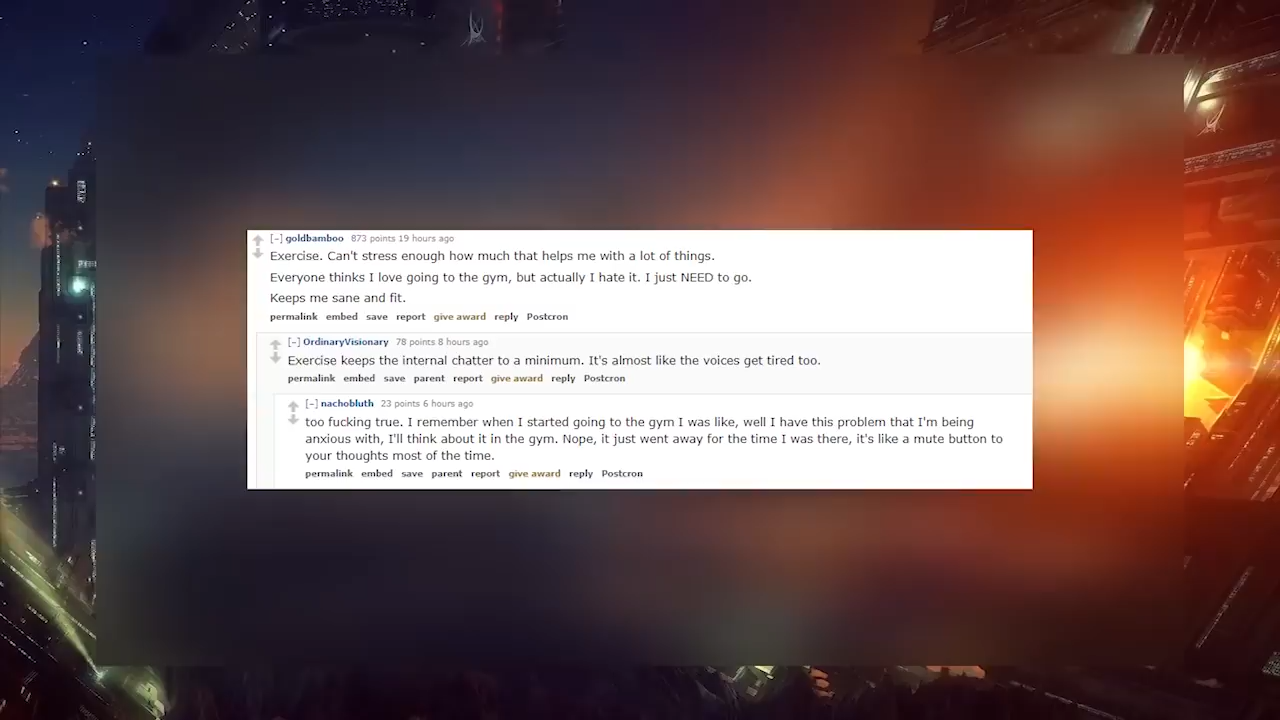 [–] goldbamboo 873 points 19 hours ago
Exercise. Can't stress enough how much that helps me with a lot of things.
Everyone thinks I love going to the gym, but actually I hate it. I just NEED to go.
Keeps me sane and fit.
permalink embed save report give award reply Postcron
[–] OrdinaryVisionary 78 points 8 hours ago
Exercise keeps the internal chatter to a minimum. It's almost like the voices get tired too.
permalink embed save parent report give award reply Postcron
[–] nachobluth 23 points 6 hours ago
too fucking true. I remember when I started going to the gym I was like, well I have this problem that I'm being
anxious with, I'll think about it in the gym. Nope, it just went away for the time I was there, it's like a mute button to
your thoughts most of the time.
permalink embed save parent report give award reply Postcron